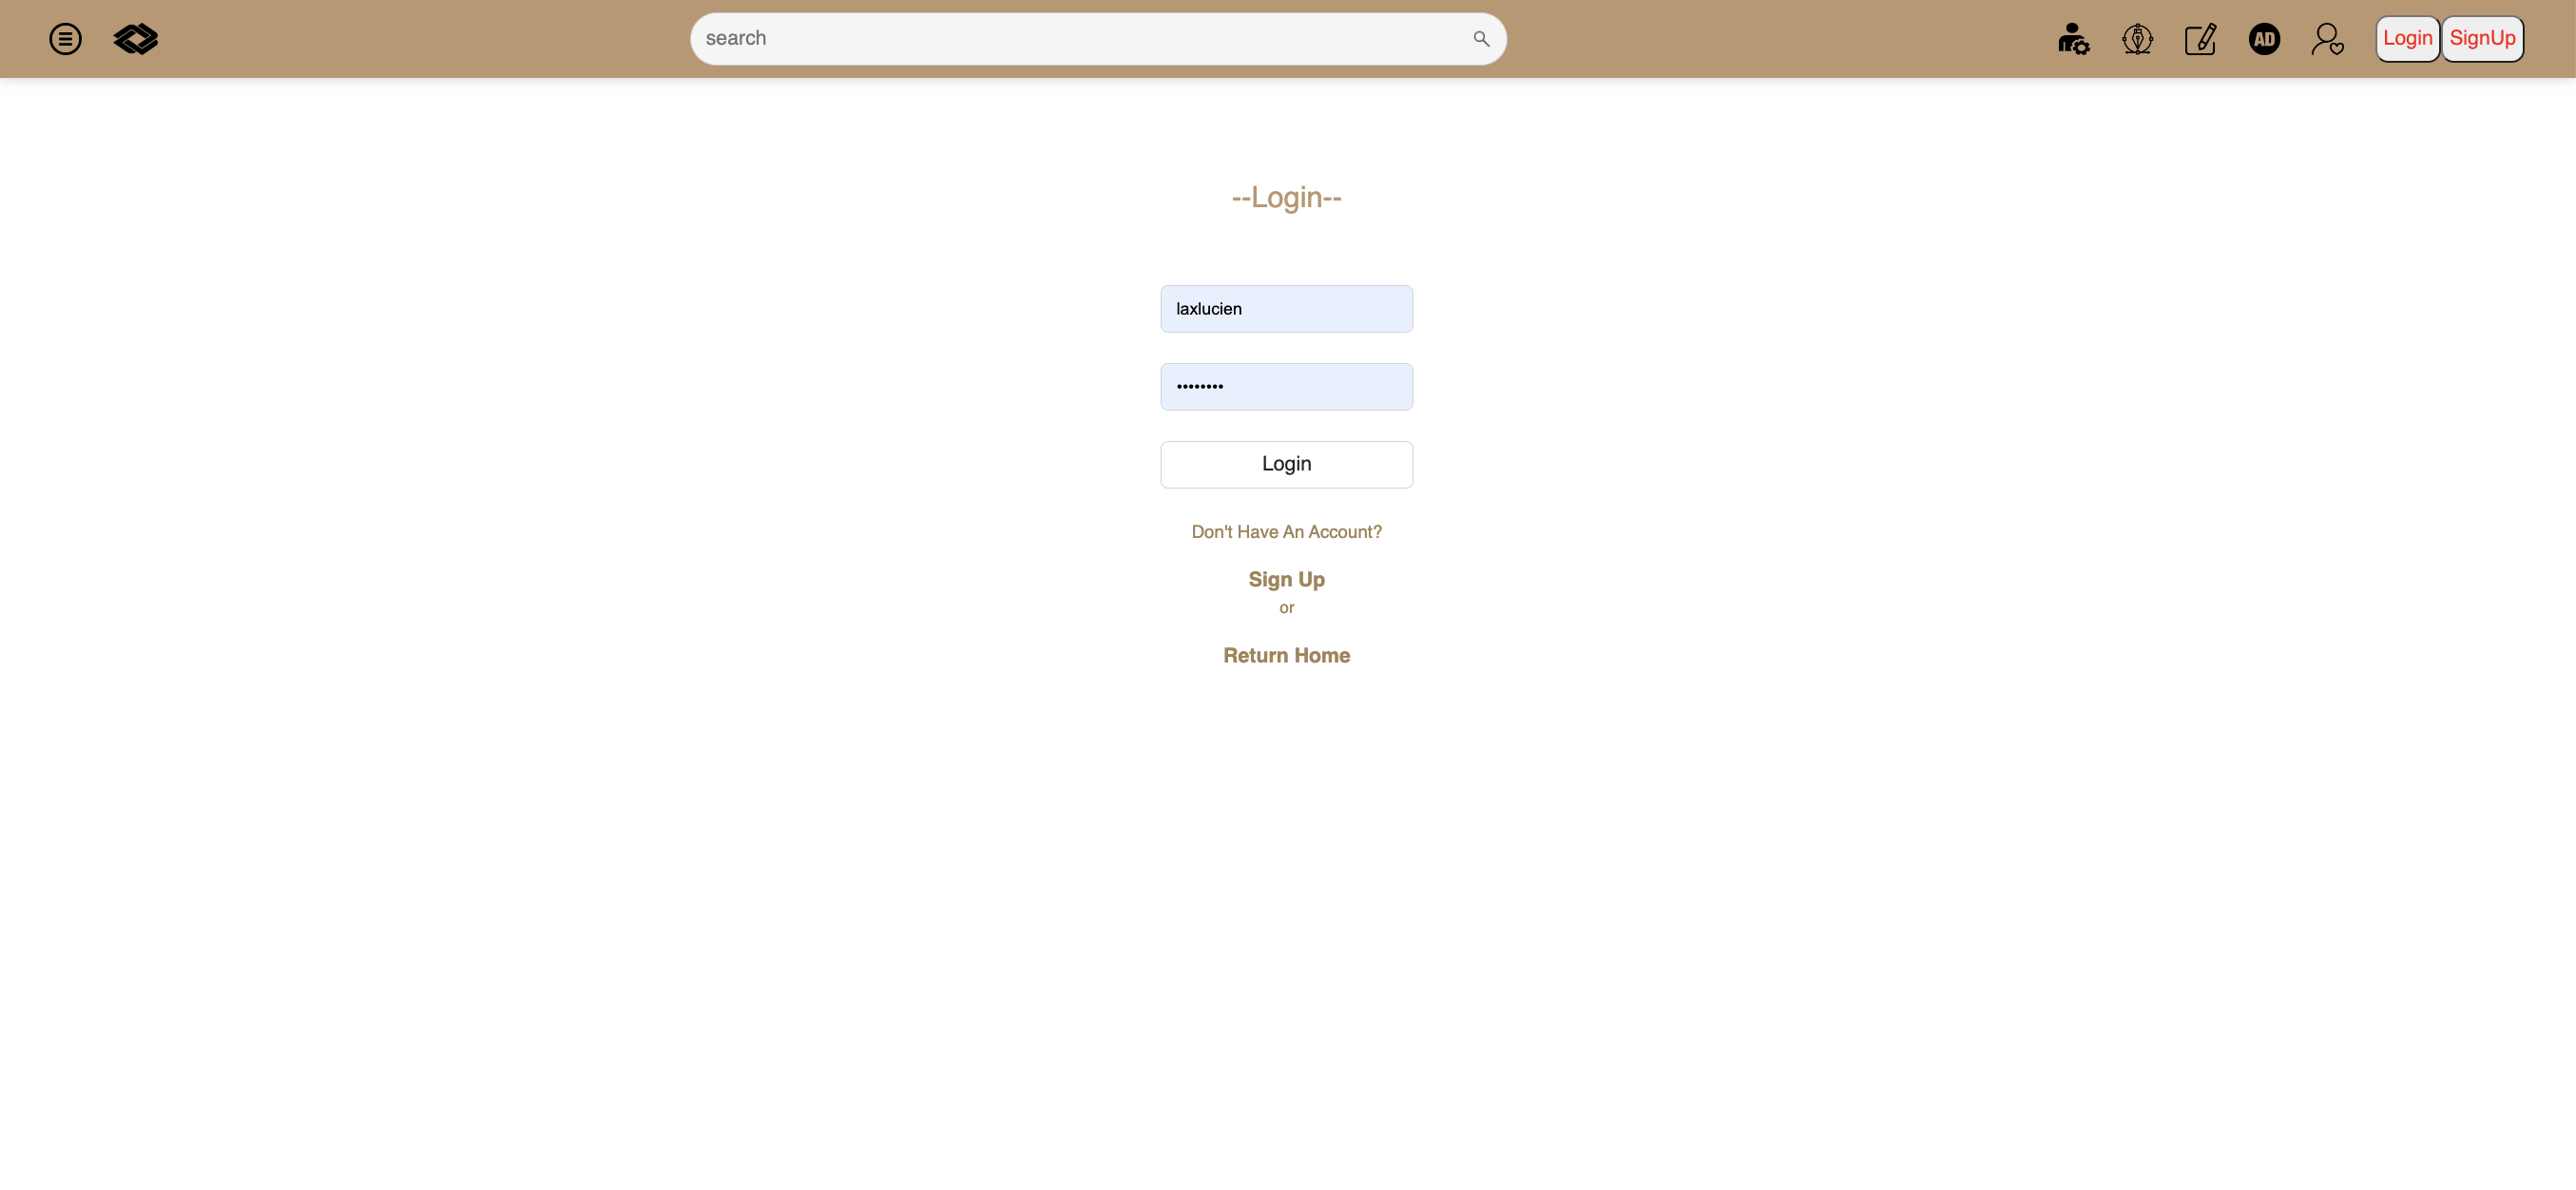 search
AD
Login SignUp
--Login--
laxlucien
••••••••
Login
Don't Have An Account?
Sign Up
or
Return Home